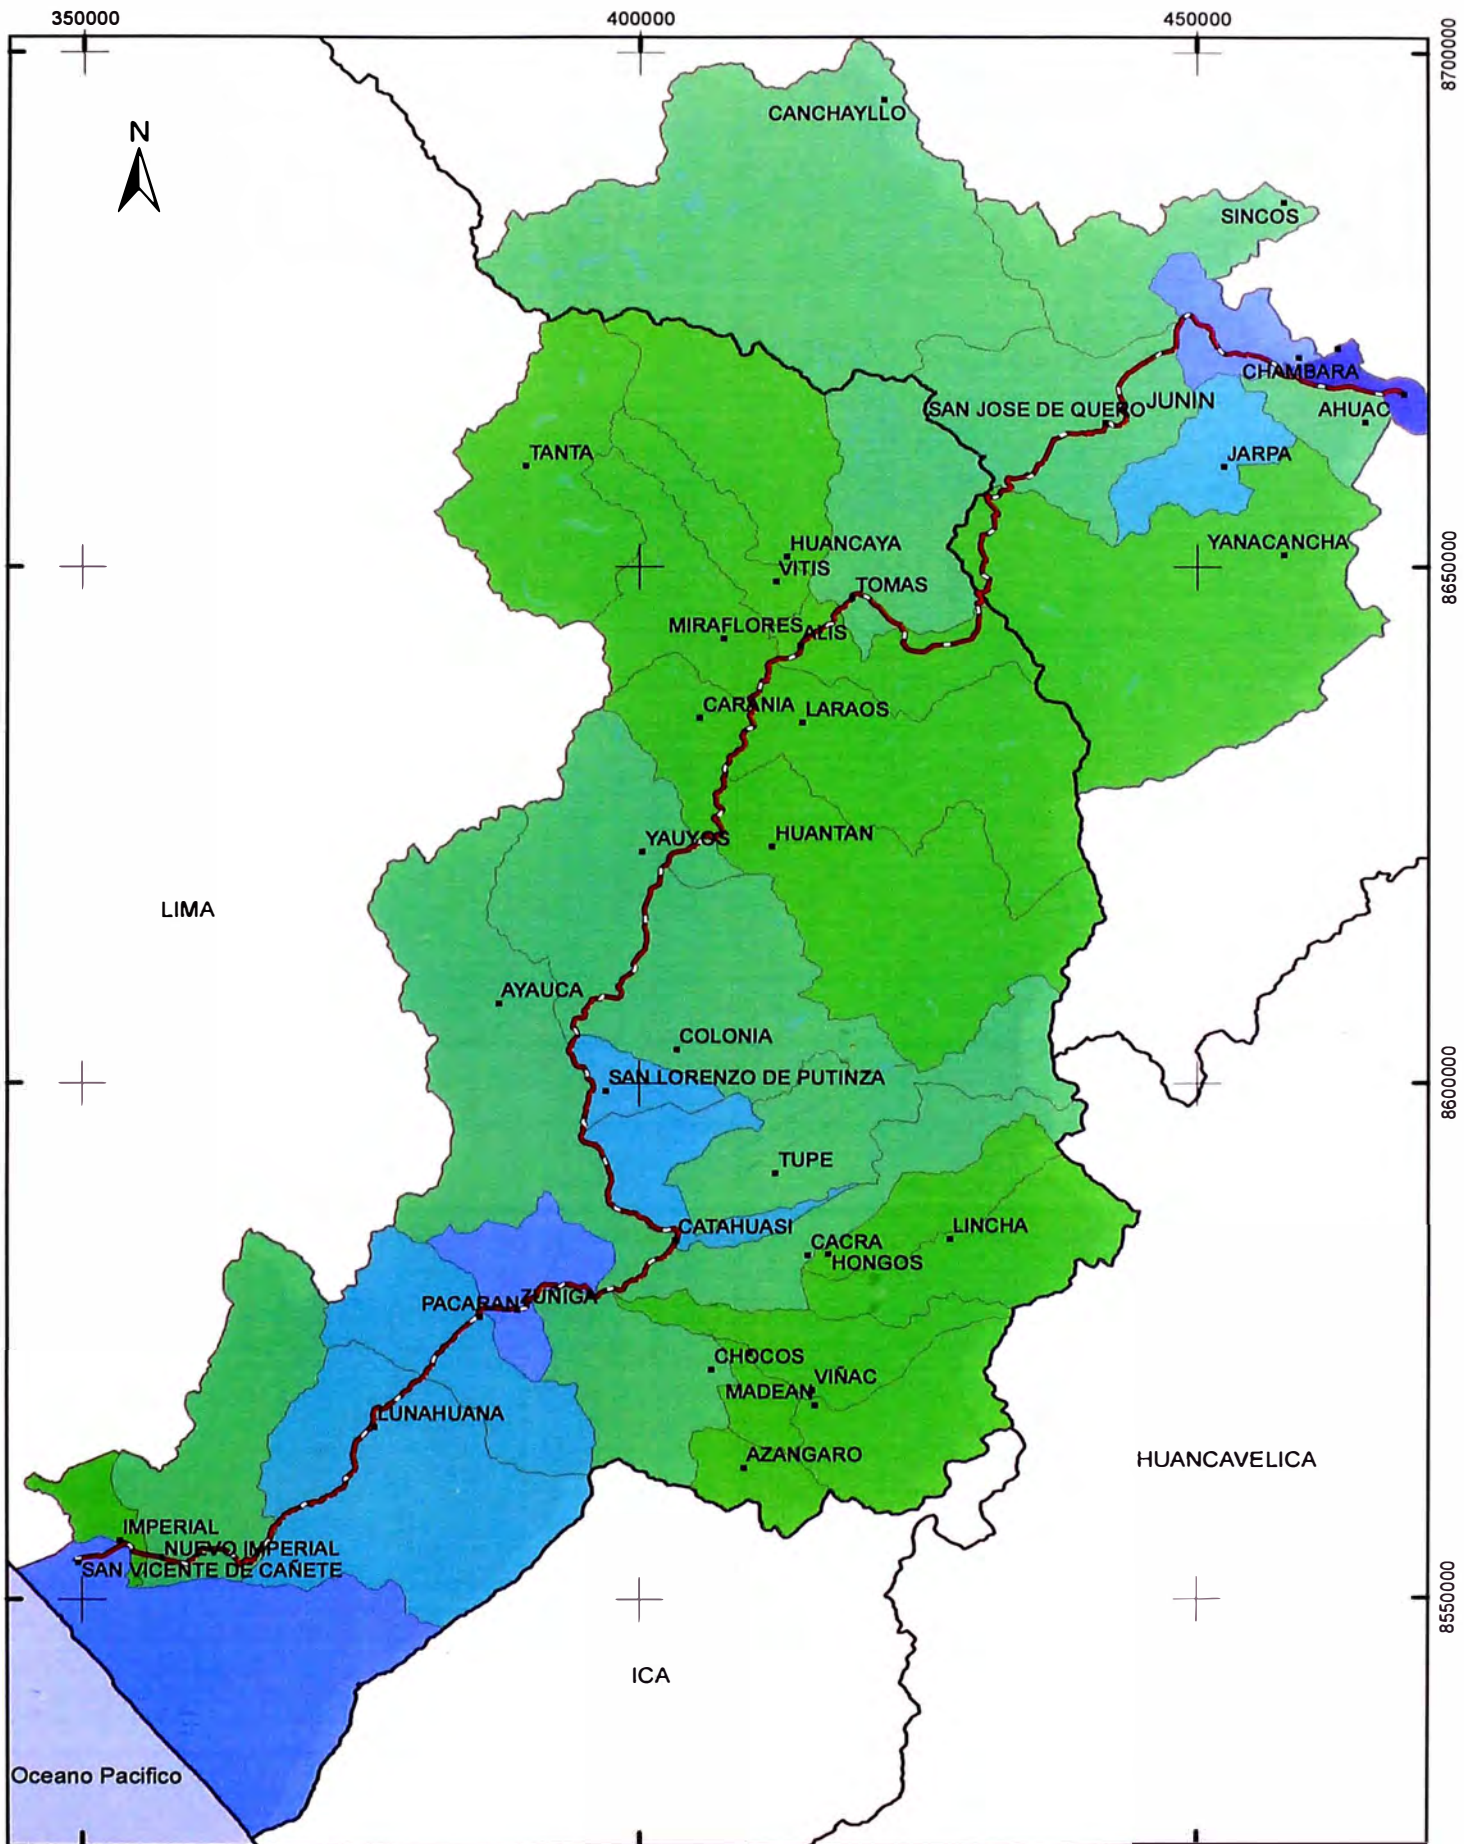 350000
400000
450000
8700000
N
CANCHAYLLO
SINCOS
CHAMBARA
SAN JOSE DE QUERO
JUNIN
AHUAC
TANTA
JARPA
HUANCAYA
YANACANCHA
VITIS
8650000
TOMAS
MIRAFLORES
ALIS
CARANIA
LARAOS
YAUYOS
HUANTAN
LIMA
AYAUCA
COLONIA
SAN LORENZO DE PUTINZA
8600000
TUPE
CATAHUASI
LINCHA
CACRA
HONGOS
ZUÑIGA
PACARAN
CHOCOS
VIÑAC
MADEAN
LUNAHUANA
AZANGARO
HUANCAVELICA
IMPERIAL
NUEVO IMPERIAL
SAN VICENTE DE CAÑETE
8550000
ICA
Oceano Pacifico